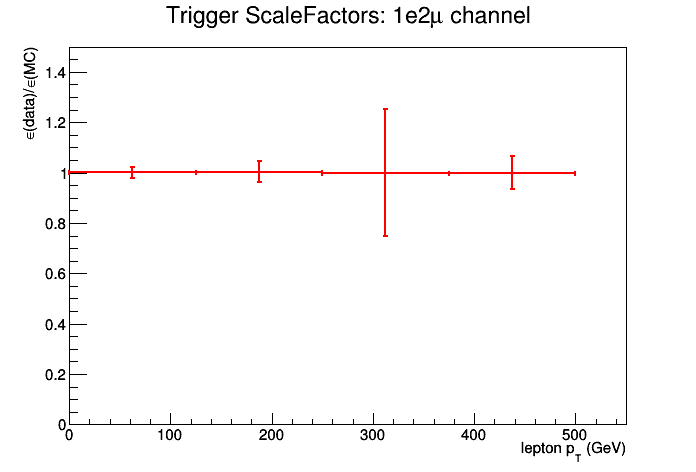 Trigger ScaleFactors: 1e2μ channel
ϵ(data)/ϵ(MC)
1.4
1.2
1
0.8
0.6
0.4
0.2
0
0 100 200 300 400 500
lepton p_T (GeV)